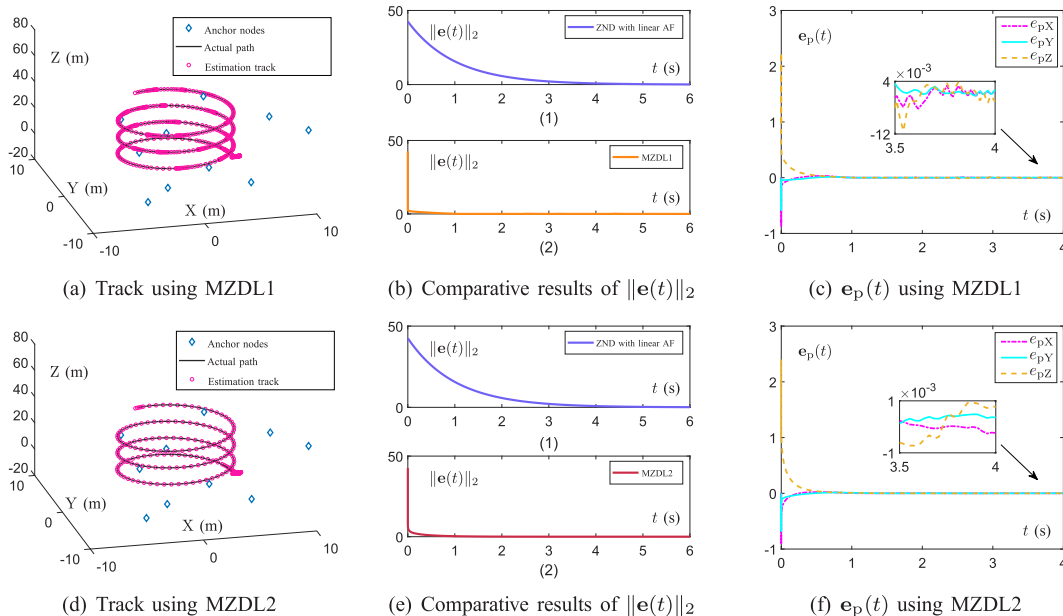 80
60
40
20
0
-20
10
0
-10
-10
0
10
Z (m)
Y (m)
X (m)
Anchor nodes
Actual path
Estimation track
(a) Track using MZDL1
50
0
‖e(t)‖₂
ZND with linear AF
t (s)
0 1 2 3 4 5 6
(1)
50
0
‖e(t)‖₂
MZDL1
t (s)
0 1 2 3 4 5 6
(2)
(b) Comparative results of ‖e(t)‖₂
3
2
1
0
-1
eₚ(t)
eₚX
eₚY
eₚZ
×10⁻³
4
-12
3.5 4
t (s)
0 1 2 3 4
(c) eₚ(t) using MZDL1
80
60
40
20
0
-20
10
0
-10
-10
0
10
Z (m)
Y (m)
X (m)
Anchor nodes
Actual path
Estimation track
(d) Track using MZDL2
50
0
‖e(t)‖₂
ZND with linear AF
t (s)
0 1 2 3 4 5 6
(1)
50
0
‖e(t)‖₂
MZDL2
t (s)
0 1 2 3 4 5 6
(2)
(e) Comparative results of ‖e(t)‖₂
3
2
1
0
-1
eₚ(t)
eₚX
eₚY
eₚZ
×10⁻³
1
-1
3.5 4
t (s)
0 1 2 3 4
(f) eₚ(t) using MZDL2